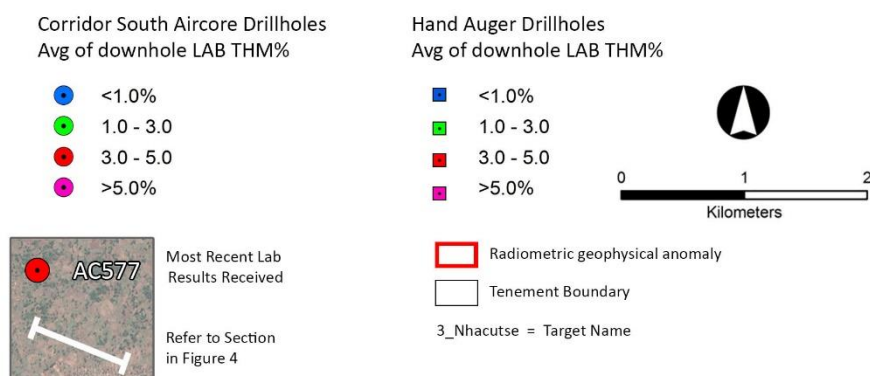 Corridor South Aircore Drillholes
Avg of downhole LAB THM%
<1.0%
1.0 - 3.0
3.0 - 5.0
>5.0%
Hand Auger Drillholes
Avg of downhole LAB THM%
<1.0%
1.0 - 3.0
3.0 - 5.0
>5.0%
0 1 2
Kilometers
AC577
Most Recent Lab
Results Received
Refer to Section
in Figure 4
Radiometric geophysical anomaly
Tenement Boundary
3_Nhacutse = Target Name